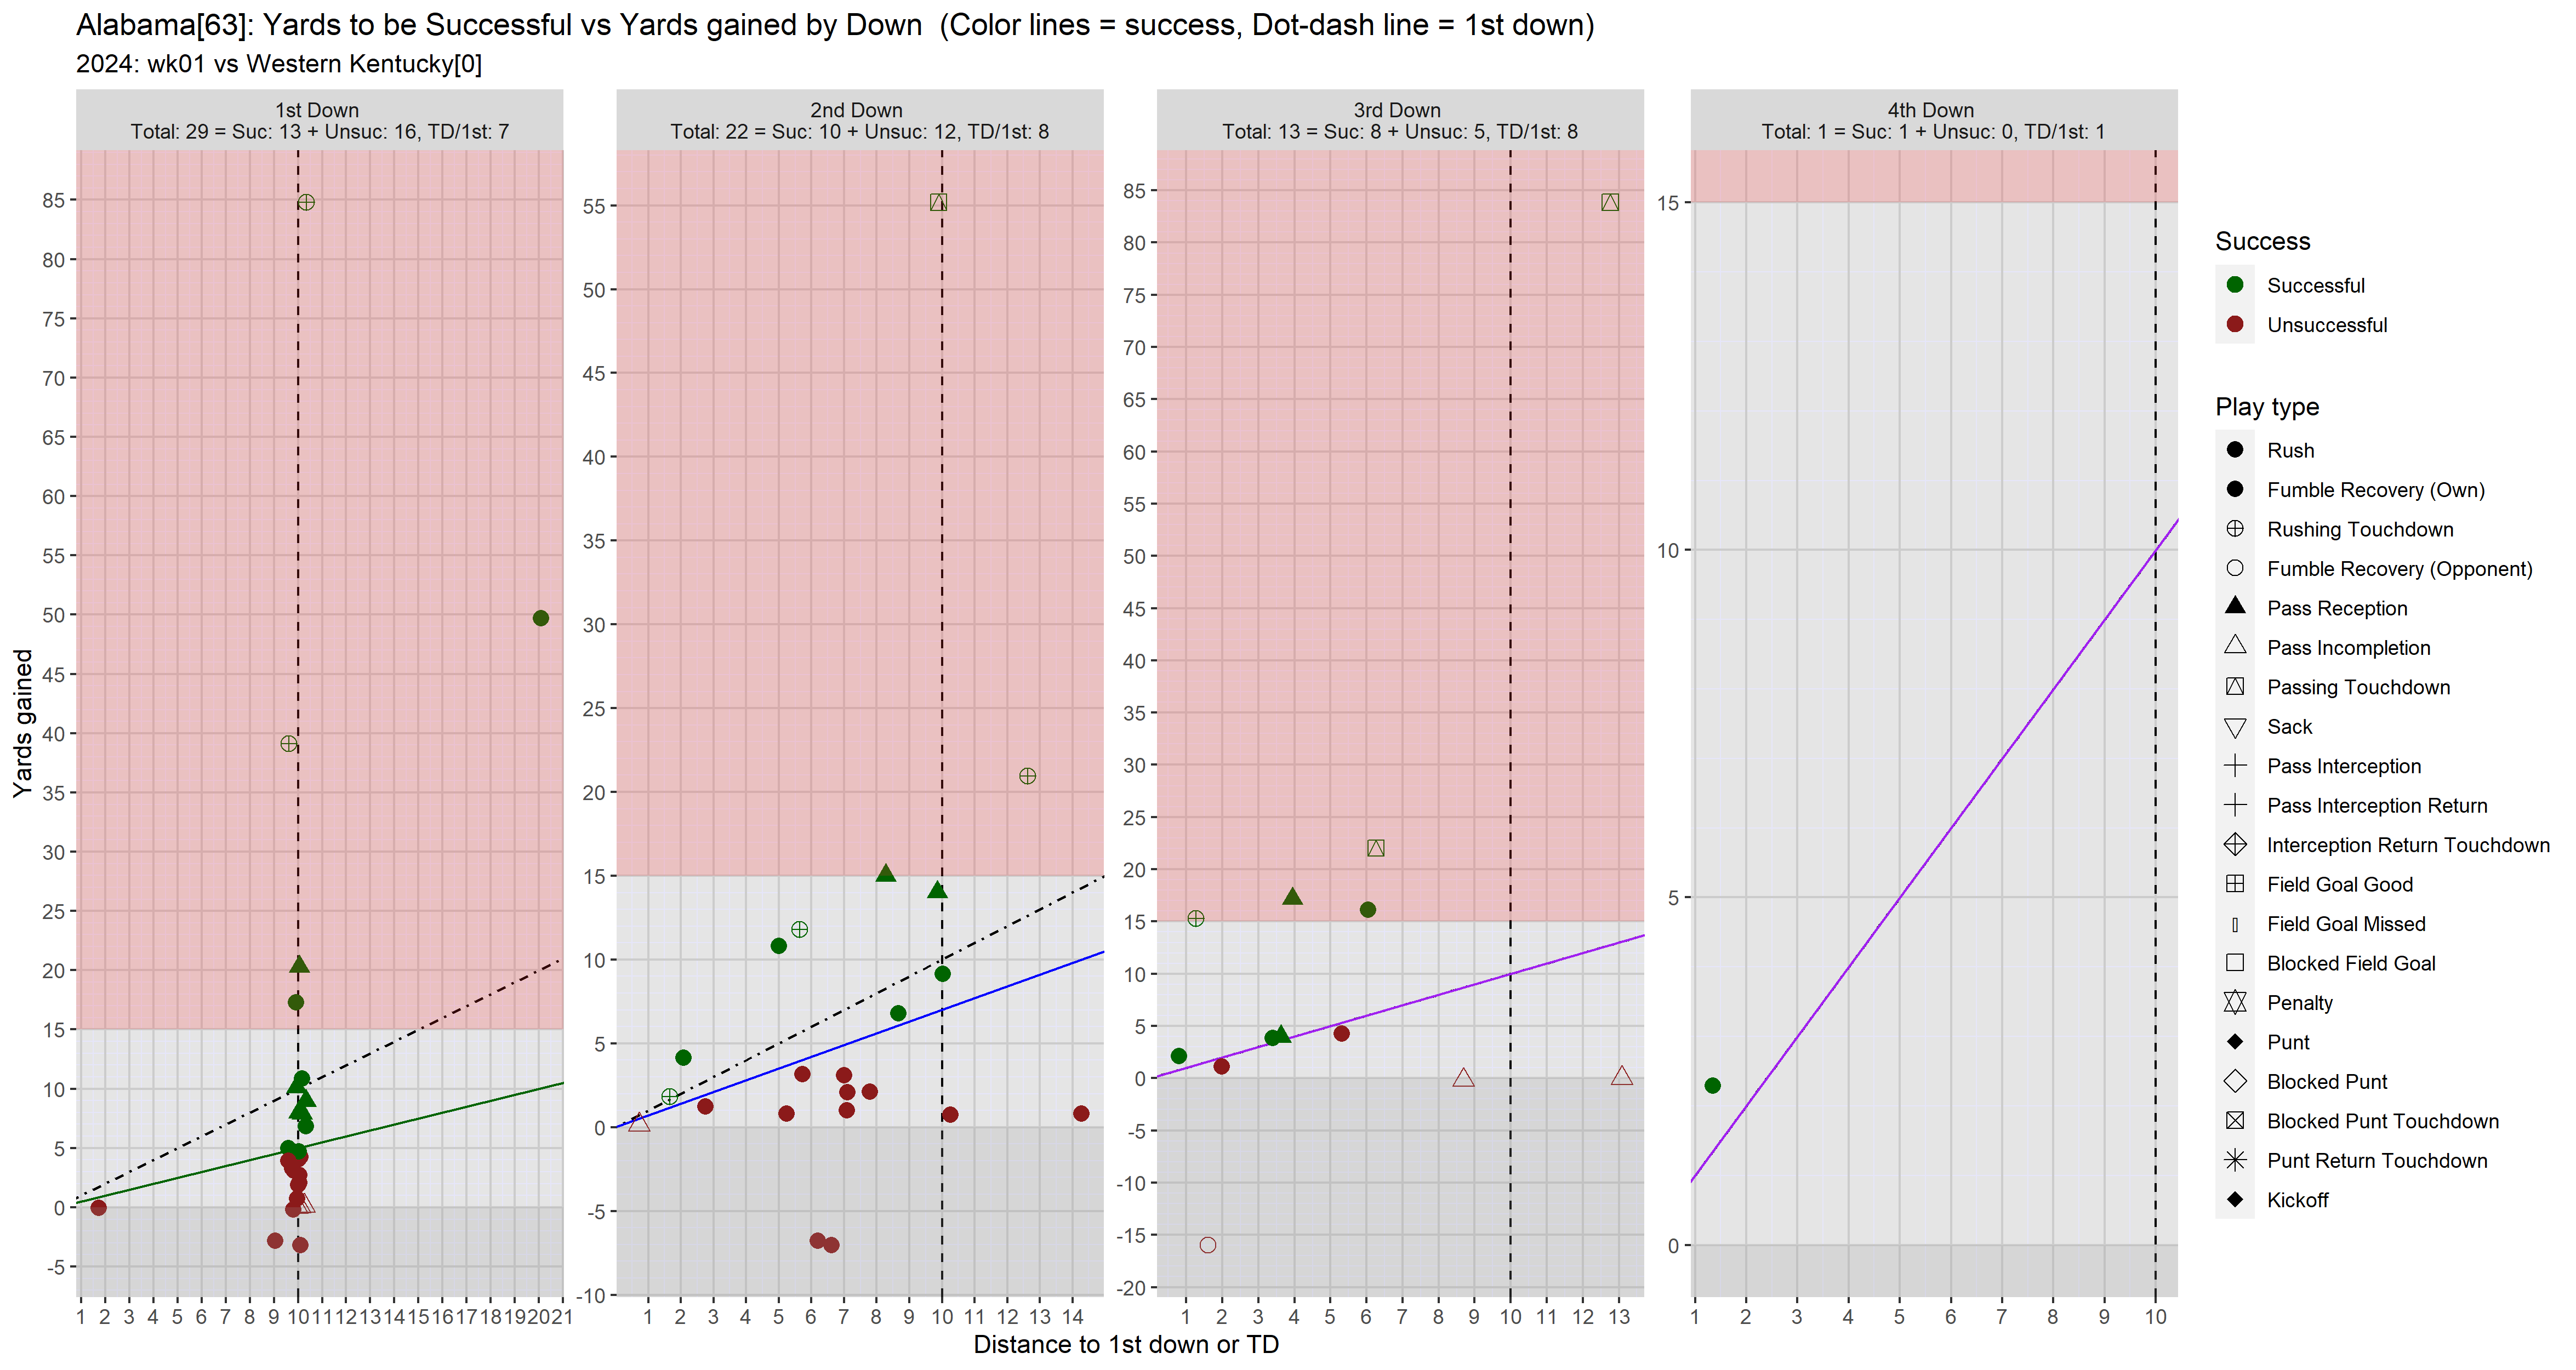 Alabama[63]: Yards to be Successful vs Yards gained by Down  (Color lines = success, Dot-dash line = 1st down)
2024: wk01 vs Western Kentucky[0]
1st Down
Total: 29 = Suc: 13 + Unsuc: 16, TD/1st: 7
2nd Down
Total: 22 = Suc: 10 + Unsuc: 12, TD/1st: 8
3rd Down
Total: 13 = Suc: 8 + Unsuc: 5, TD/1st: 8
4th Down
Total: 1 = Suc: 1 + Unsuc: 0, TD/1st: 1
Yards gained
85
80
75
70
65
60
55
50
45
40
35
30
25
20
15
10
5
0
-5
1 2 3 4 5 6 7 8 9 10 11 12 13 14 15 16 17 18 19 20 21
55
50
45
40
35
30
25
20
15
10
5
0
-5
-10
1 2 3 4 5 6 7 8 9 10 11 12 13 14
85
80
75
70
65
60
55
50
45
40
35
30
25
20
15
10
5
0
-5
-10
-15
-20
1 2 3 4 5 6 7 8 9 10 11 12 13
15
10
5
0
1 2 3 4 5 6 7 8 9 10
Distance to 1st down or TD
Success
Successful
Unsuccessful
Play type
Rush
Fumble Recovery (Own)
Rushing Touchdown
Fumble Recovery (Opponent)
Pass Reception
Pass Incompletion
Passing Touchdown
Sack
Pass Interception
Pass Interception Return
Interception Return Touchdown
Field Goal Good
Field Goal Missed
Blocked Field Goal
Penalty
Punt
Blocked Punt
Blocked Punt Touchdown
Punt Return Touchdown
Kickoff